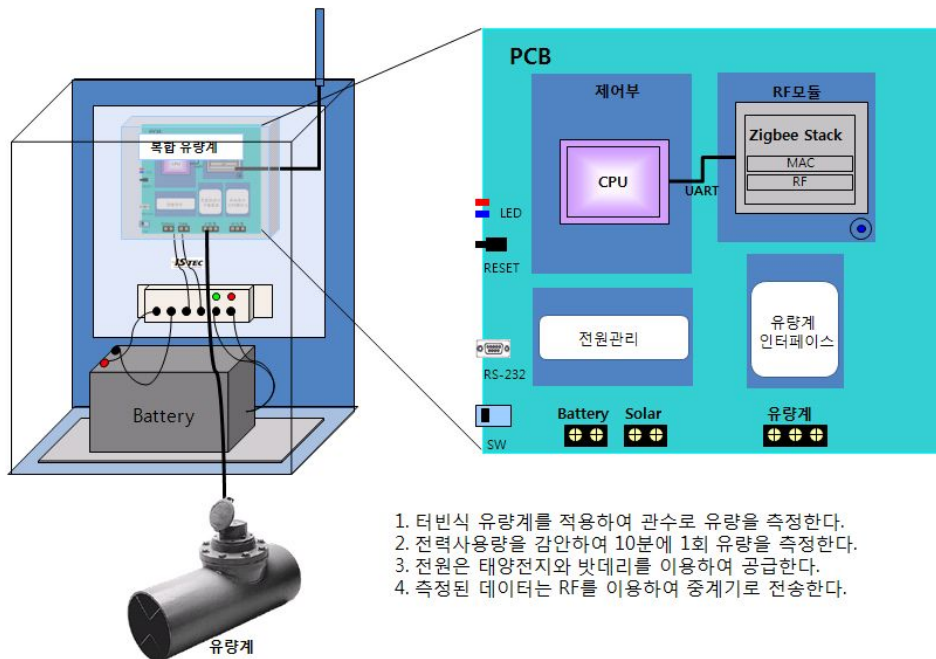 복합 유량계
IS-TEC
Battery
유량계
PCB
제어부
RF모듈
CPU
UART
Zigbee Stack
MAC
RF
LED
RESET
RS-232
SW
전원관리
유량계
인터페이스
Battery
Solar
유량계
1. 터빈식 유량계를 적용하여 관수로 유량을 측정한다.
2. 전력사용량을 감안하여 10분에 1회 유량을 측정한다.
3. 전원은 태양전지와 밧데리를 이용하여 공급한다.
4. 측정된 데이터는 RF를 이용하여 중계기로 전송한다.